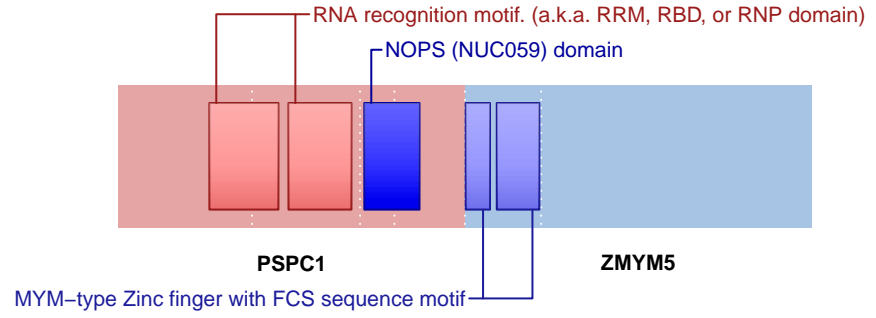 RNA recognition motif. (a.k.a. RRM, RBD, or RNP domain)
NOPS (NUC059) domain
PSPC1
ZMYM5
MYM−type Zinc finger with FCS sequence motif